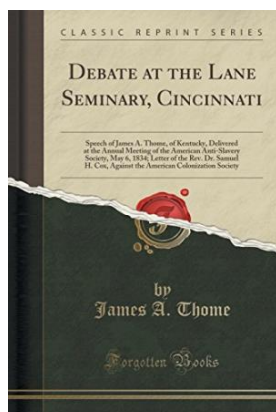 CLASSIC REPRINT SERIES
DEBATE AT THE LANE
SEMINARY, CINCINNATI
Speech of James A. Thome, of Kentucky, Delivered
at the Annual Meeting of the American Anti-Slavery
Society, May 6, 1834; Letter of the Rev. Dr. Samuel
H. Cox, Against the American Colonization Society
by
James A. Thome
Forgotten Books